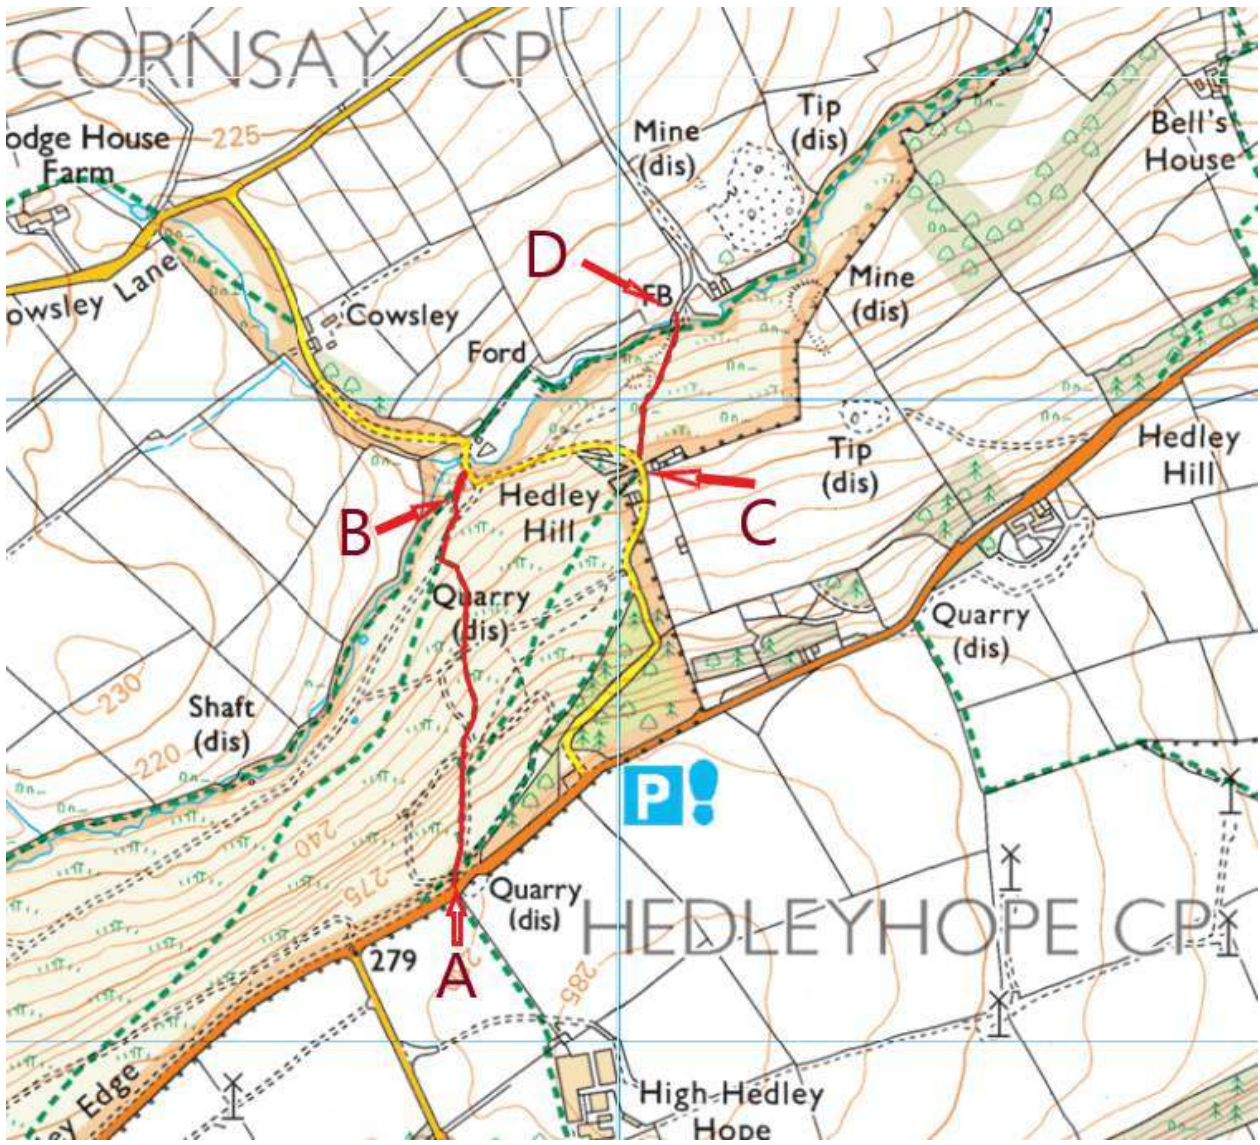 CORNSAY CP
225
odge House
Farm
Mine
(dis)
Tip
(dis)
Bell's
House
D
FB
Mine
(dis)
owsley Lane
Cowsley
Ford
Tip
(dis)
Hedley
Hill
B
Hedley
Hill
C
Quarry
(dis)
Quarry
(dis)
230
Shaft
(dis)
220
P
240
275
Quarry
(dis)
HEDLEYHOPE CP
279
A
285
ley Edge
High Hedley
Hope